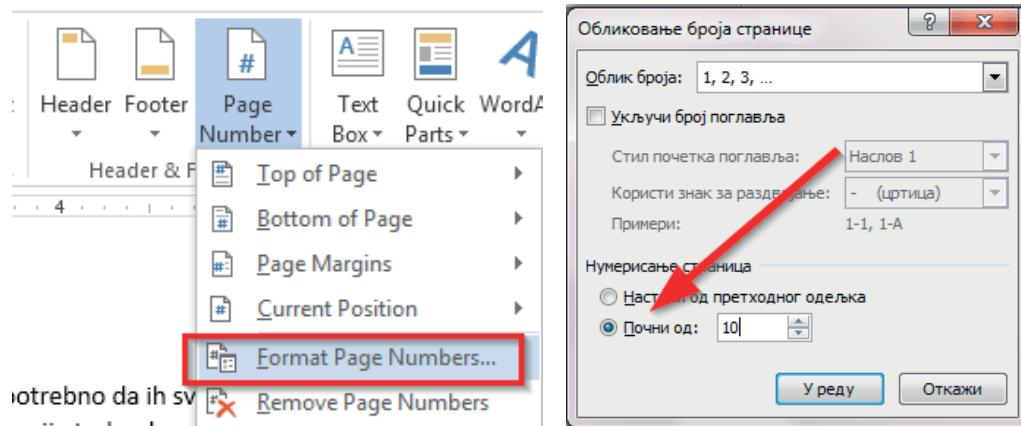 Header Footer Page Number Text Box Quick Parts WordA
Header & F
4
Top of Page
Bottom of Page
Page Margins
Current Position
Format Page Numbers...
Remove Page Numbers
potrebno da ih sv
Обликовање броја странице
Облик броја: 1, 2, 3, ...
Укључи број поглавља
Стил почетка поглавља: Наслов 1
Користи знак за раздвајање: - (цртица)
Примери: 1-1, 1-A
Нумерисање страница
Настави од претходног одељка
Почни од: 10
У реду Откажи